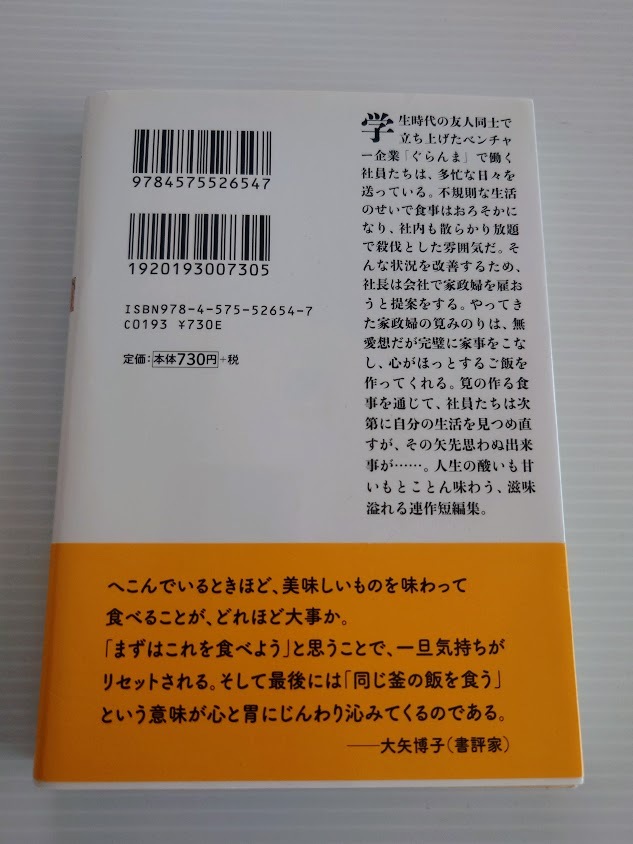 9784575526547
1920193007305
ISBN978-4-575-52654-7
C0193 ¥730E
定価:本体730円+税
学生時代の友人同士で
立ち上げたベンチャ
ー企業「ぐらんま」で働く
社員たちは、多忙な日々を
送っている。不規則な生活
のせいで食事はおろそかに
なり、社内も散らかり放題
で殺伐とした雰囲気だ。そ
んな状況を改善するため、
社長は会社で家政婦を雇お
うと提案をする。やってき
た家政婦の筧みのりは、無
愛想だが完璧に家事をこな
し、心がほっとするご飯を
作ってくれる。筧の作る食
事を通じて、社員たちは次
第に自分の生活を見つめ直
すが、その矢先思わぬ出来
事が……。人生の酸いも甘
いもとことん味わう、滋味
溢れる連作短編集。
へこんでいるときほど、美味しいものを味わって
食べることが、どれほど大事か。
「まずはこれを食べよう」と思うことで、一旦気持ちが
リセットされる。そして最後には「同じ釜の飯を食う」
という意味が心と胃にじんわり沁みてくるのである。
──大矢博子(書評家)